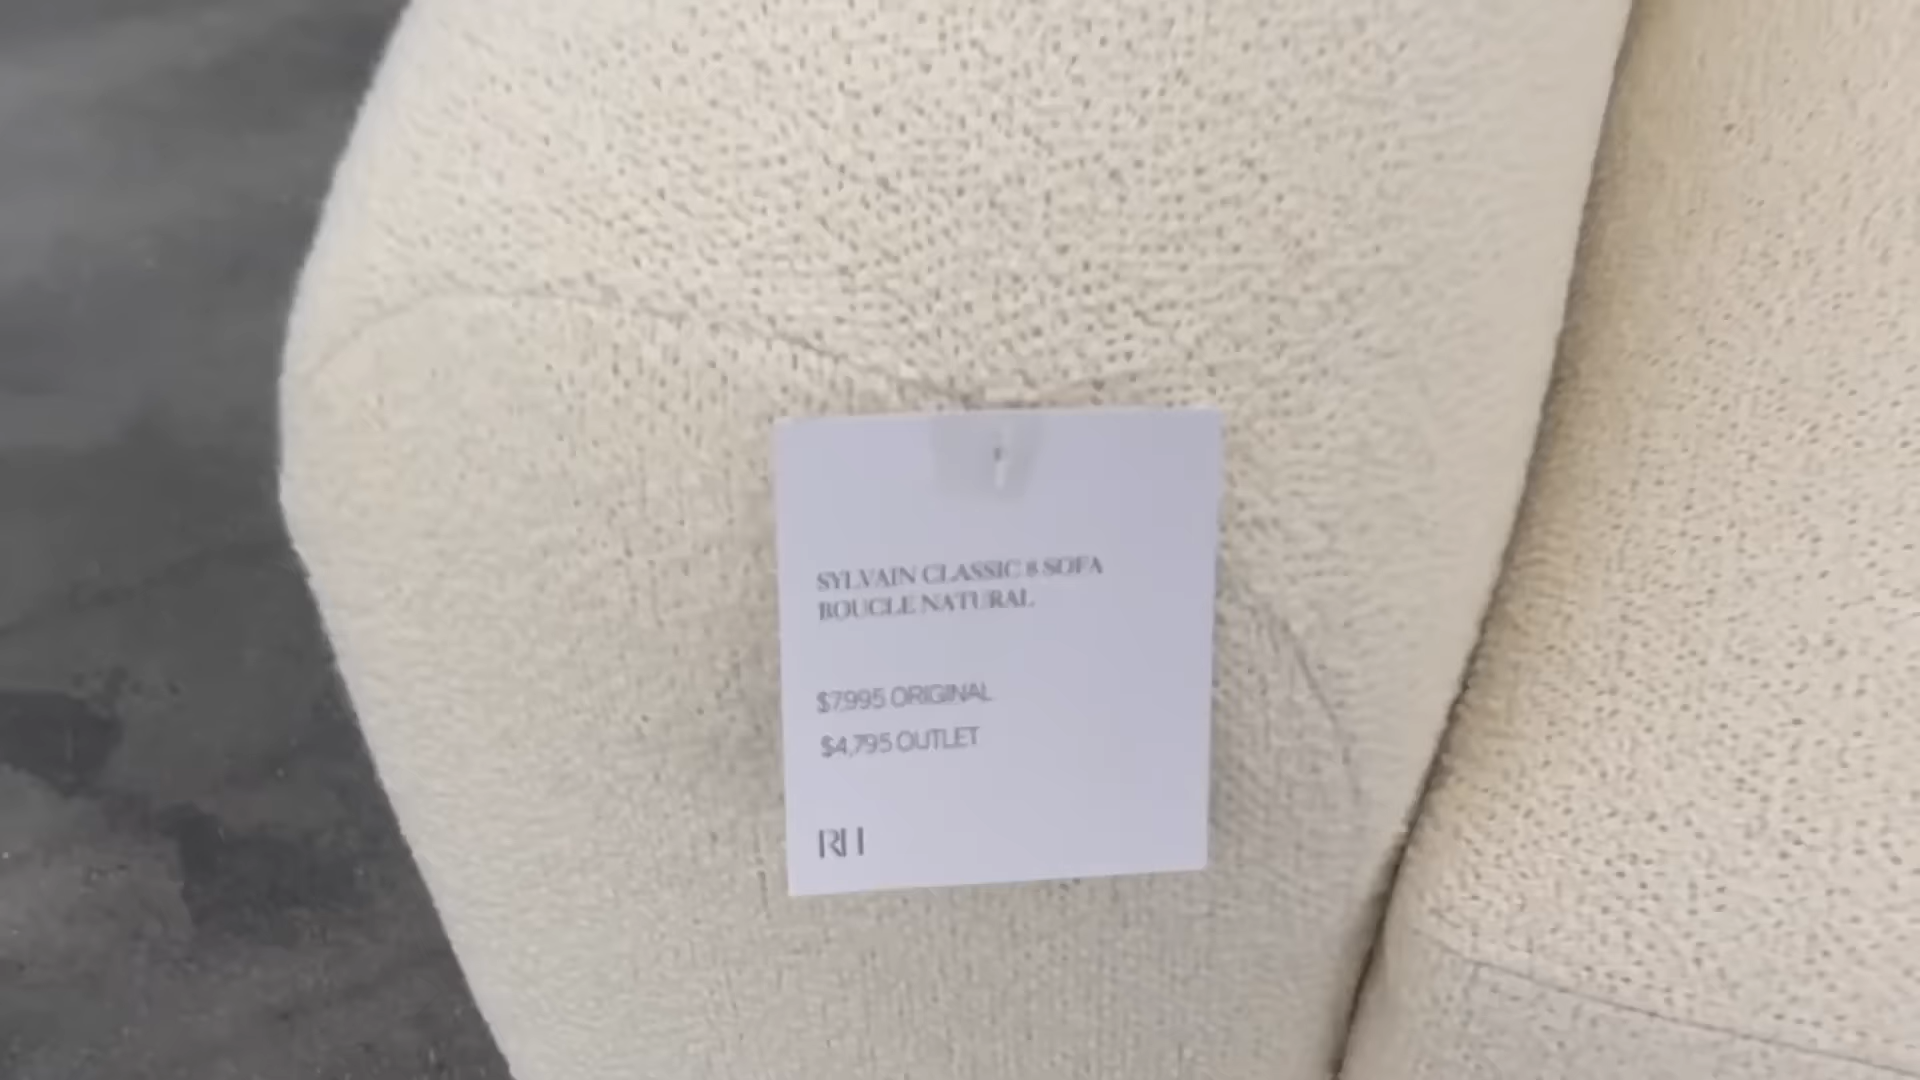 SYLVAIN CLASSIC 8 SOFA
BOUCLE NATURAL
$7,995 ORIGINAL
$4,795 OUTLET
RH